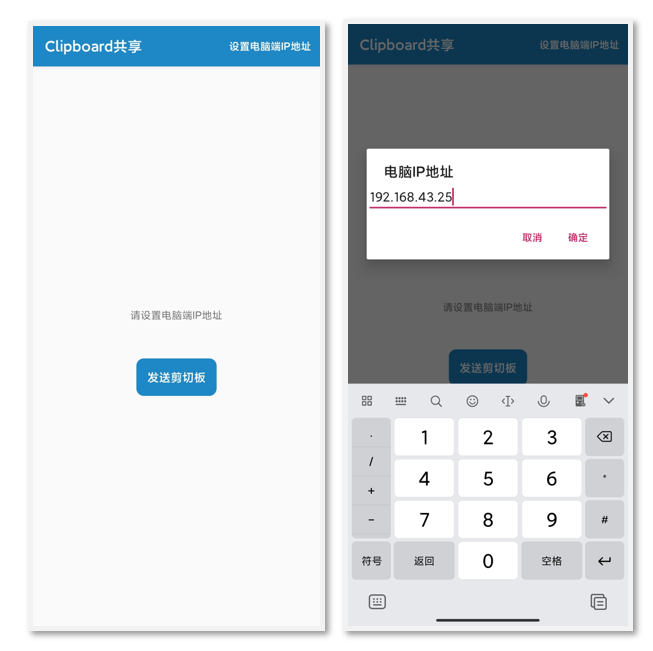 Clipboard共享
设置电脑端IP地址
请设置电脑端IP地址
发送剪切板
Clipboard共享
设置电脑端IP地址
电脑IP地址
192.168.43.25
取消
确定
请设置电脑端IP地址
发送剪切板
.
1
2
3
/
4
5
6
+
7
8
9
#
-
符号
返回
0
空格